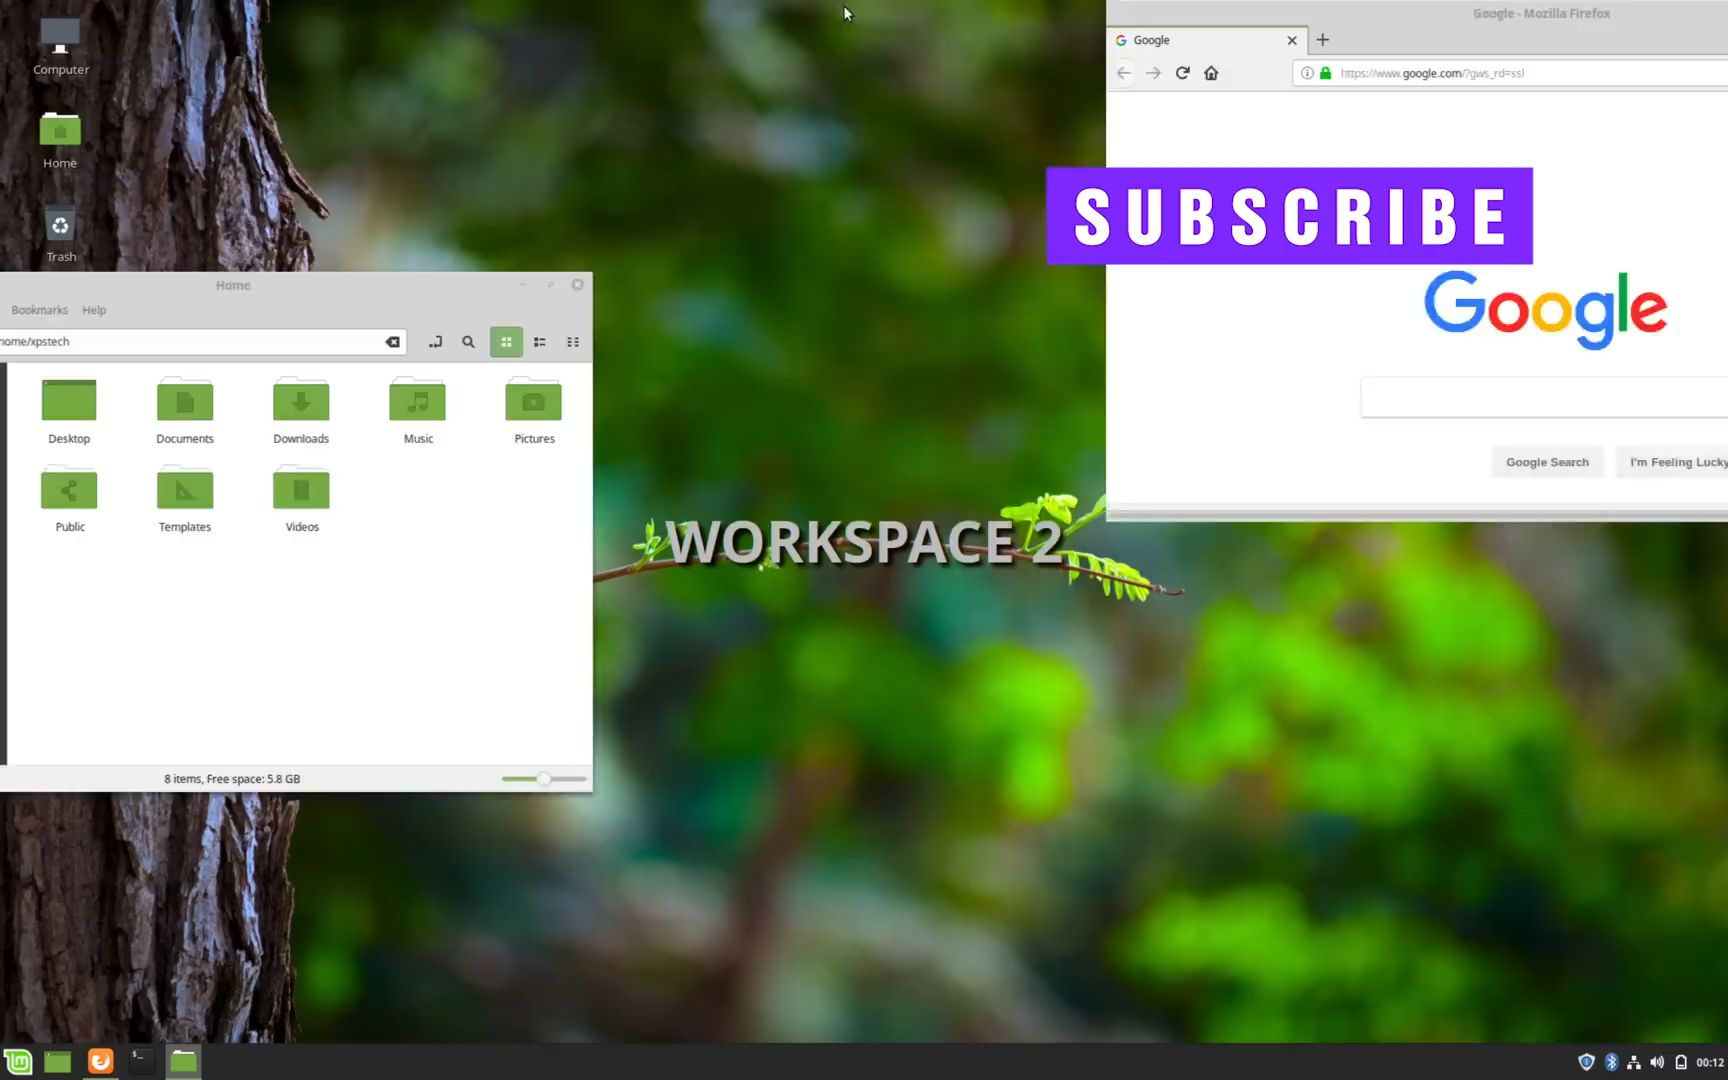 Computer
Home
Trash
Google - Mozilla Firefox
Google
https://www.google.com/?gws_rd=ssl
SUBSCRIBE
Google
Google Search
I'm Feeling Lucky
Home
Bookmarks Help
home/xpstech
Desktop Documents Downloads Music Pictures
Public Templates Videos
8 items, Free space: 5.8 GB
WORKSPACE 2
00:12